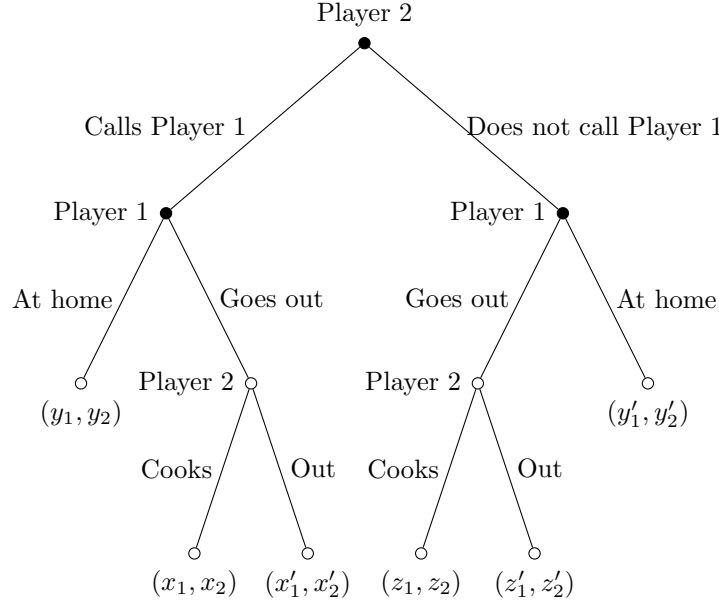 Player 2
Calls Player 1
Does not call Player 1
Player 1
Player 1
At home
Goes out
Goes out
At home
Player 2
Player 2
(y₁, y₂)
(y′₁, y′₂)
Cooks
Out
Cooks
Out
(x₁, x₂)
(x′₁, x′₂)
(z₁, z₂)
(z′₁, z′₂)